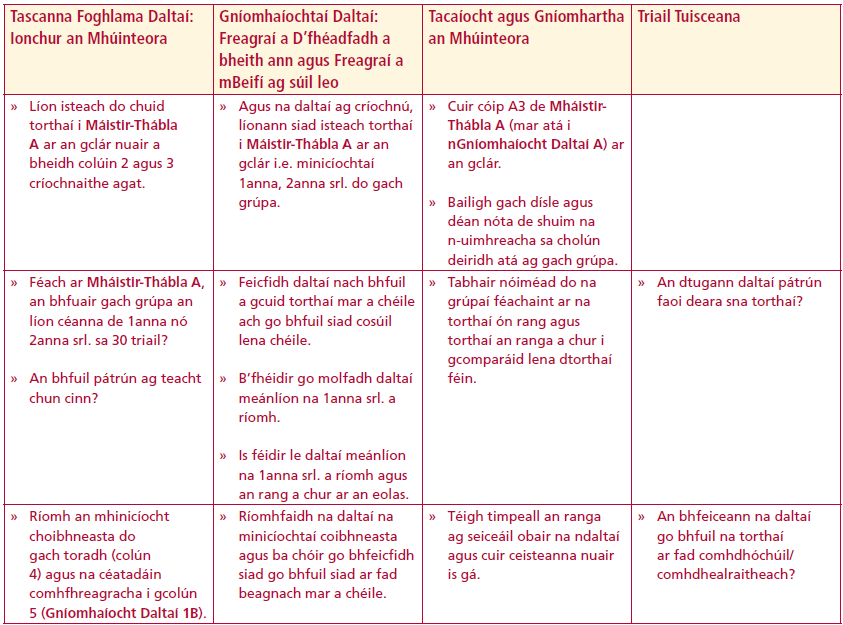 Tascanna Foghlama Daltaí:
Ionchur an Mhúinteora
Gníomhaíochtaí Daltaí:
Freagraí a D'fhéadfadh a
bheith ann agus Freagraí a
mBeifí ag súil leo
Tacaíocht agus Gníomhartha
an Mhúinteora
Triail Tuisceana
» Líon isteach do chuid
torthaí i Máistir-Thábla
A ar an gclár nuair a
bheidh colúin 2 agus 3
críochnaithe agat.
» Agus na daltaí ag críochnú,
líonann siad isteach torthaí
i Máistir-Thábla A ar an
gclár i.e. minicíochtaí
1anna, 2anna srl. do gach
grúpa.
» Cuir cóip A3 de Mháistir-
Thábla A (mar atá i
nGníomhaíocht Daltaí A) ar
an gclár.
» Bailigh gach dísle agus
déan nóta de shuim na
n-uimhreacha sa cholún
deiridh atá ag gach grúpa.
» Féach ar Mháistir-Thábla A,
an bhfuair gach grúpa an
líon céanna de 1anna nó
2anna srl. sa 30 triail?
» An bhfuil pátrún ag teacht
chun cinn?
» Feicfidh daltaí nach bhfuil
a gcuid torthaí mar a chéile
ach go bhfuil siad cosúil
lena chéile.
» B'fhéidir go molfadh daltaí
meánlíon na 1anna srl. a
ríomh.
» Is féidir le daltaí meánlíon
na 1anna srl. a ríomh agus
an rang a chur ar an eolas.
» Tabhair nóiméad do na
grúpaí féachaint ar na
torthaí ón rang agus
torthaí an ranga a chur i
gcomparáid lena dtorthaí
féin.
» An dtugann daltaí pátrún
faoi deara sna torthaí?
» Ríomh an mhinicíocht
choibhneasta do
gach toradh (colún
4) agus na céatadáin
comhfhreagracha i gcolún
5 (Gníomhaíocht Daltaí 1B).
» Ríomhfaidh na daltaí na
minicíochtaí coibhneasta
agus ba chóir go bhfeicfidh
siad go bhfuil siad ar fad
beagnach mar a chéile.
» Téigh timpeall an ranga
ag seiceáil obair na ndaltaí
agus cuir ceisteanna nuair
is gá.
» An bhfeiceann na daltaí
go bhfuil na torthaí
ar fad comhdhóchúil/
comhdhealraitheach?